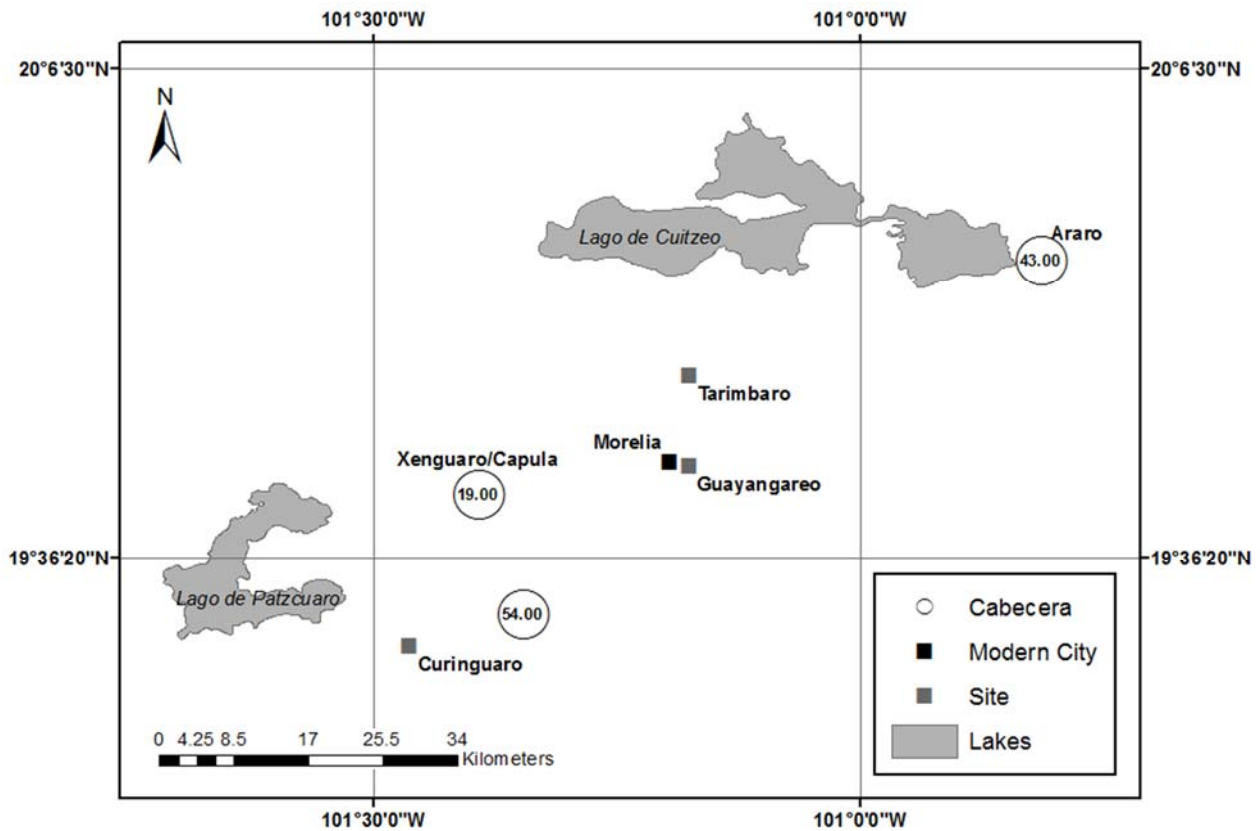 101°30'0"W 101°0'0"W
20°6'30"N 20°6'30"N
N
Lago de Cuitzeo
Araro
43.00
Tarimbaro
Morelia
Guayangareo
Xenguaro/Capula
19.00
19°36'20"N 19°36'20"N
Lago de Patzcuaro
54.00
Curinguaro
0 4.25 8.5 17 25.5 34
Kilometers
Cabecera
Modern City
Site
Lakes
101°30'0"W 101°0'0"W